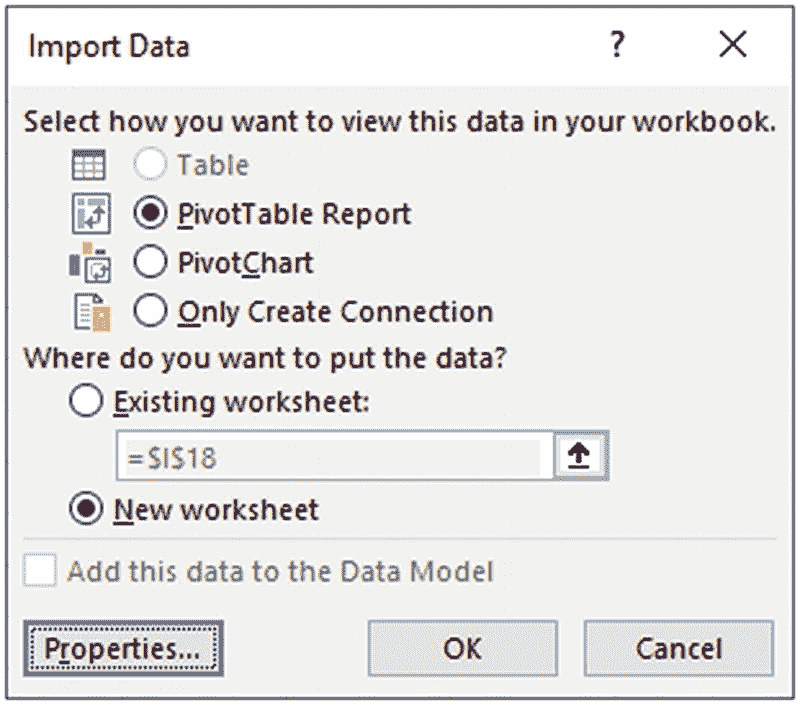 Import Data ?
Select how you want to view this data in your workbook.
Table
PivotTable Report
PivotChart
Only Create Connection
Where do you want to put the data?
Existing worksheet:
=$I$18
New worksheet
Add this data to the Data Model
Properties... OK Cancel